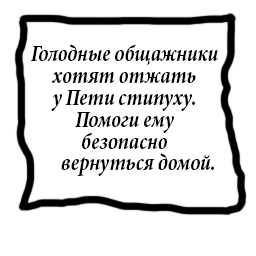 Голодные общажники
хотят отжать
у Пети стипуху.
Помоги ему
безопасно
вернуться домой.